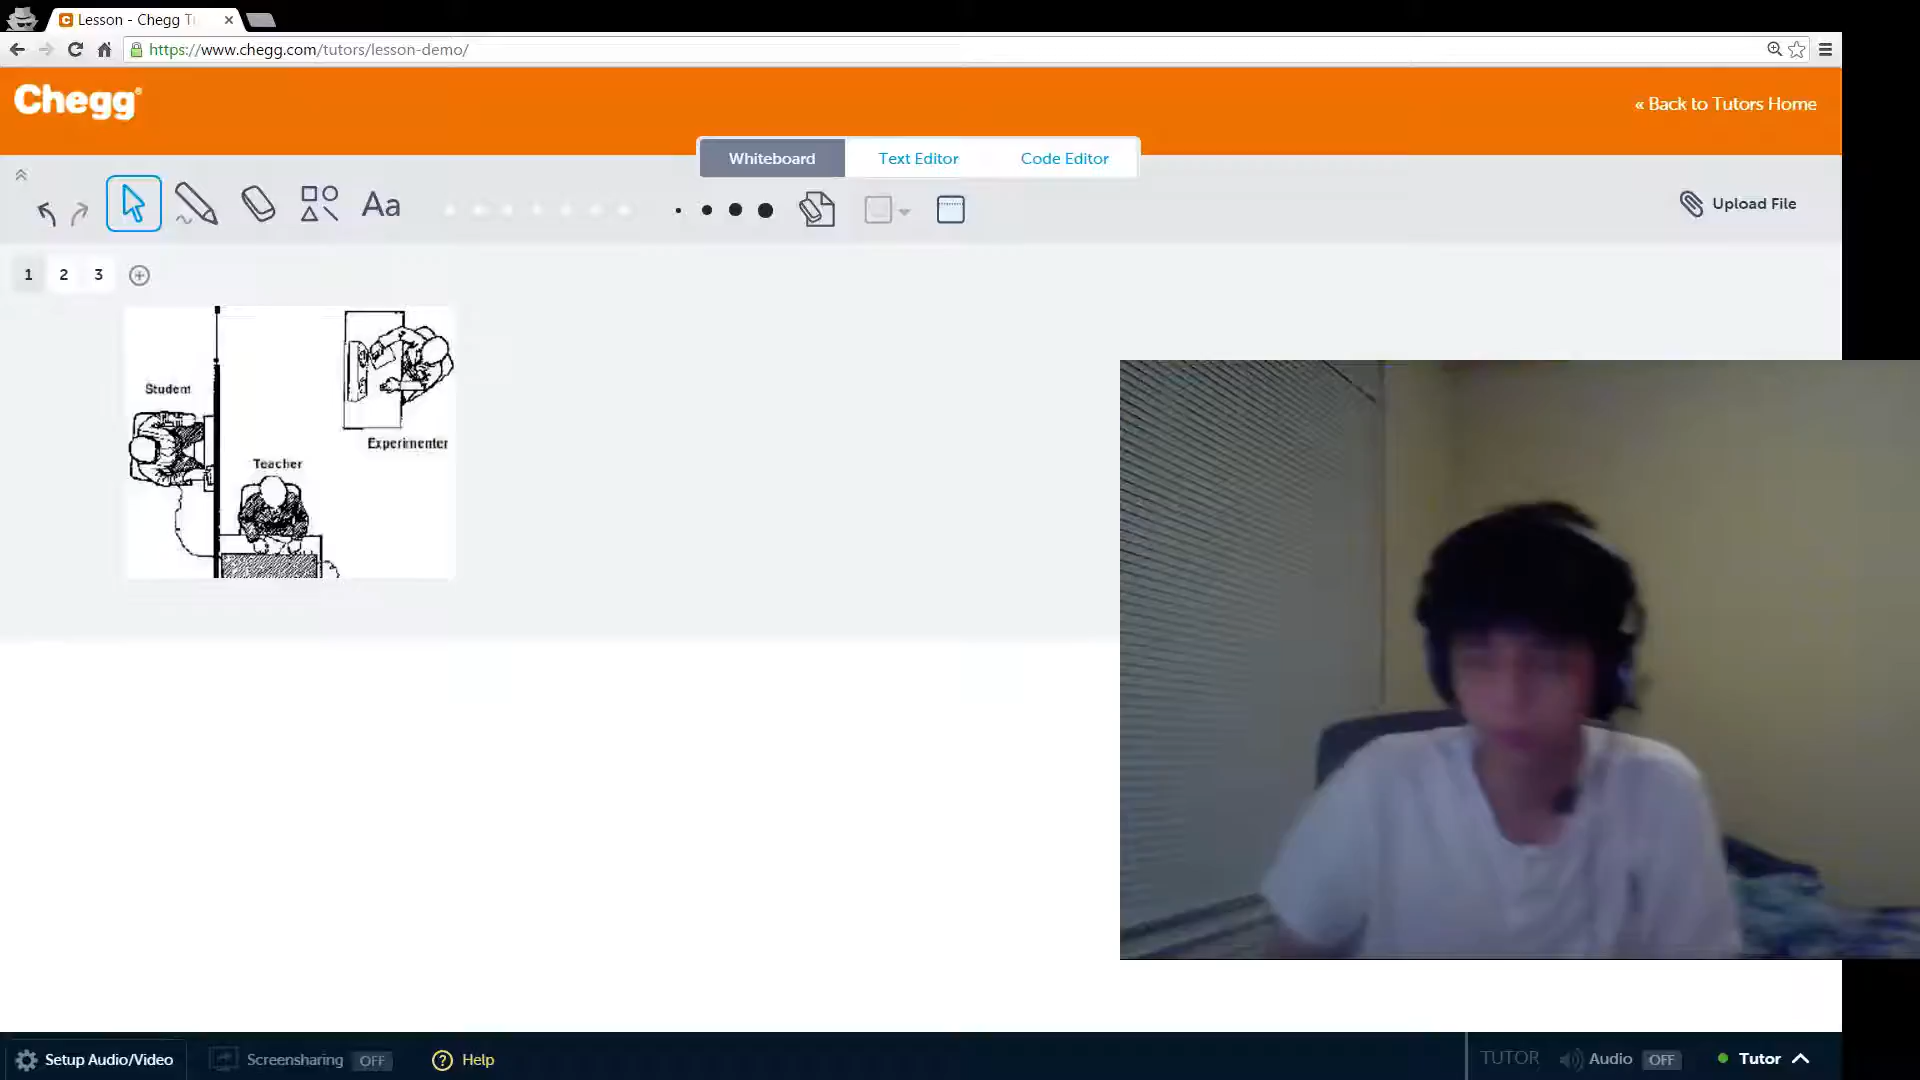 Lesson - Chegg T
https://www.chegg.com/tutors/lesson-demo/
Chegg
« Back to Tutors Home
Whiteboard
Text Editor
Code Editor
Aa
Upload File
1
2
3
Student
Experimenter
Teacher
Setup Audio/Video
Screensharing
OFF
Help
TUTOR
Audio
OFF
Tutor